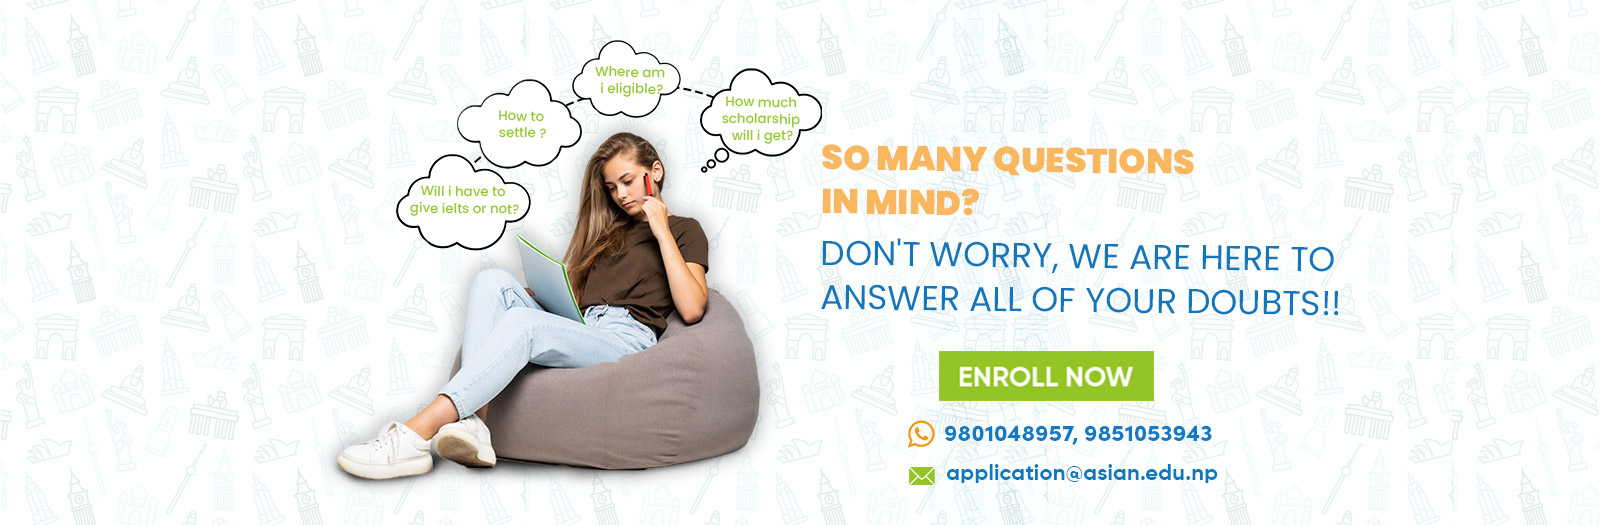 Where am
i eligible?
How much
scholarship
will i get?
How to
settle ?
Will i have to
give ielts or not?
SO MANY QUESTIONS
IN MIND?
DON'T WORRY, WE ARE HERE TO
ANSWER ALL OF YOUR DOUBTS!!
ENROLL NOW
9801048957, 9851053943
application@asian.edu.np